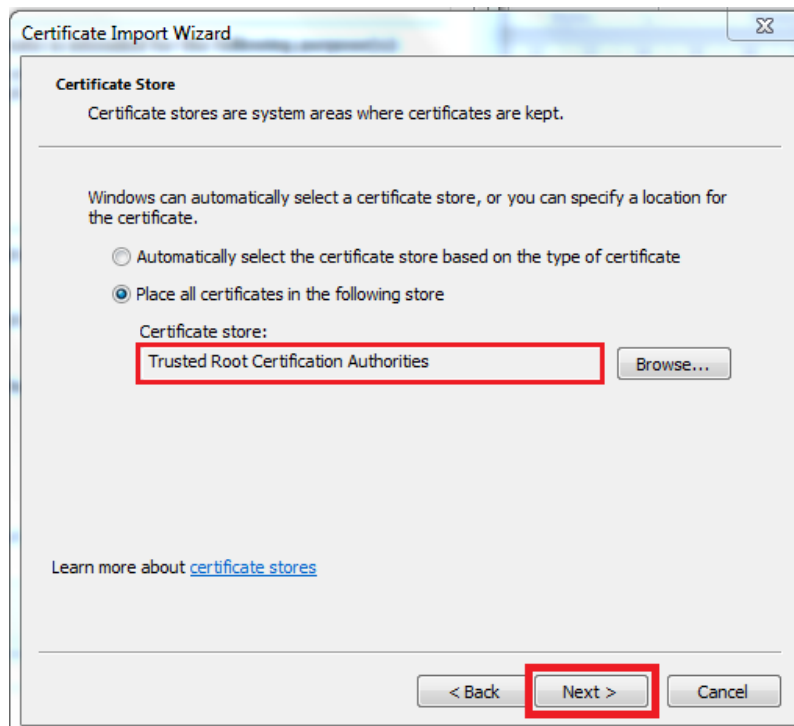 Certificate Import Wizard
Certificate Store
Certificate stores are system areas where certificates are kept.
Windows can automatically select a certificate store, or you can specify a location for
the certificate.
Automatically select the certificate store based on the type of certificate
Place all certificates in the following store
Certificate store:
Trusted Root Certification Authorities
Browse...
Learn more about certificate stores
< Back
Next >
Cancel